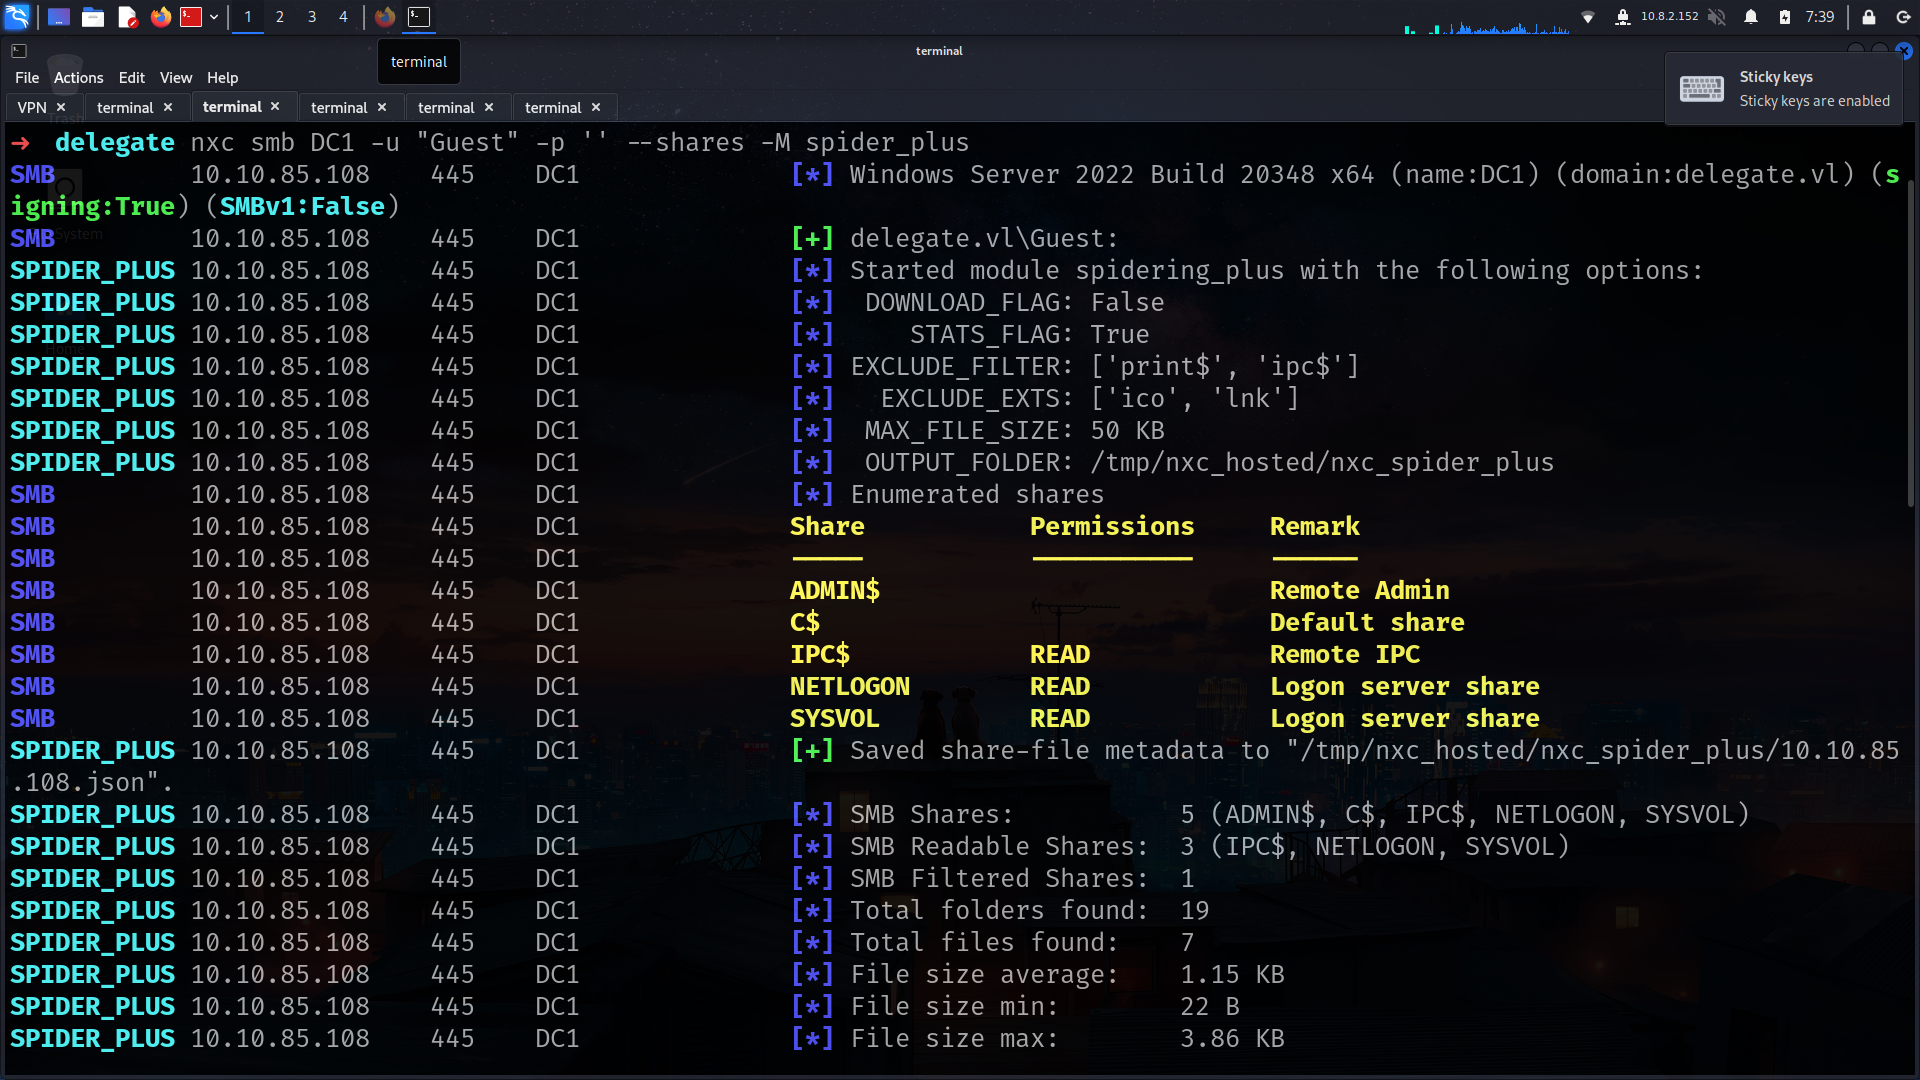 1 2 3 4 10.8.2.152 7:39
terminal
terminal
File Actions Edit View Help
Sticky keys
Sticky keys are enabled
VPN × terminal × terminal × terminal × terminal × terminal ×
Trash
→ delegate nxc smb DC1 -u "Guest" -p '' --shares -M spider_plus
SMB 10.10.85.108 445 DC1 [*] Windows Server 2022 Build 20348 x64 (name:DC1) (domain:delegate.vl) (s
igning:True) (SMBv1:False)
System
SMB 10.10.85.108 445 DC1 [+] delegate.vl\Guest:
SPIDER_PLUS 10.10.85.108 445 DC1 [*] Started module spidering_plus with the following options:
SPIDER_PLUS 10.10.85.108 445 DC1 [*] DOWNLOAD_FLAG: False
SPIDER_PLUS 10.10.85.108 445 DC1 [*] STATS_FLAG: True
SPIDER_PLUS 10.10.85.108 445 DC1 [*] EXCLUDE_FILTER: ['print$', 'ipc$']
SPIDER_PLUS 10.10.85.108 445 DC1 [*] EXCLUDE_EXTS: ['ico', 'lnk']
SPIDER_PLUS 10.10.85.108 445 DC1 [*] MAX_FILE_SIZE: 50 KB
SPIDER_PLUS 10.10.85.108 445 DC1 [*] OUTPUT_FOLDER: /tmp/nxc_hosted/nxc_spider_plus
SMB 10.10.85.108 445 DC1 [*] Enumerated shares
SMB 10.10.85.108 445 DC1 Share Permissions Remark
SMB 10.10.85.108 445 DC1 ----- ----------- ------
SMB 10.10.85.108 445 DC1 ADMIN$ Remote Admin
SMB 10.10.85.108 445 DC1 C$ Default share
SMB 10.10.85.108 445 DC1 IPC$ READ Remote IPC
SMB 10.10.85.108 445 DC1 NETLOGON READ Logon server share
SMB 10.10.85.108 445 DC1 SYSVOL READ Logon server share
SPIDER_PLUS 10.10.85.108 445 DC1 [+] Saved share-file metadata to "/tmp/nxc_hosted/nxc_spider_plus/10.10.85
.108.json".
SPIDER_PLUS 10.10.85.108 445 DC1 [*] SMB Shares: 5 (ADMIN$, C$, IPC$, NETLOGON, SYSVOL)
SPIDER_PLUS 10.10.85.108 445 DC1 [*] SMB Readable Shares: 3 (IPC$, NETLOGON, SYSVOL)
SPIDER_PLUS 10.10.85.108 445 DC1 [*] SMB Filtered Shares: 1
SPIDER_PLUS 10.10.85.108 445 DC1 [*] Total folders found: 19
SPIDER_PLUS 10.10.85.108 445 DC1 [*] Total files found: 7
SPIDER_PLUS 10.10.85.108 445 DC1 [*] File size average: 1.15 KB
SPIDER_PLUS 10.10.85.108 445 DC1 [*] File size min: 22 B
SPIDER_PLUS 10.10.85.108 445 DC1 [*] File size max: 3.86 KB